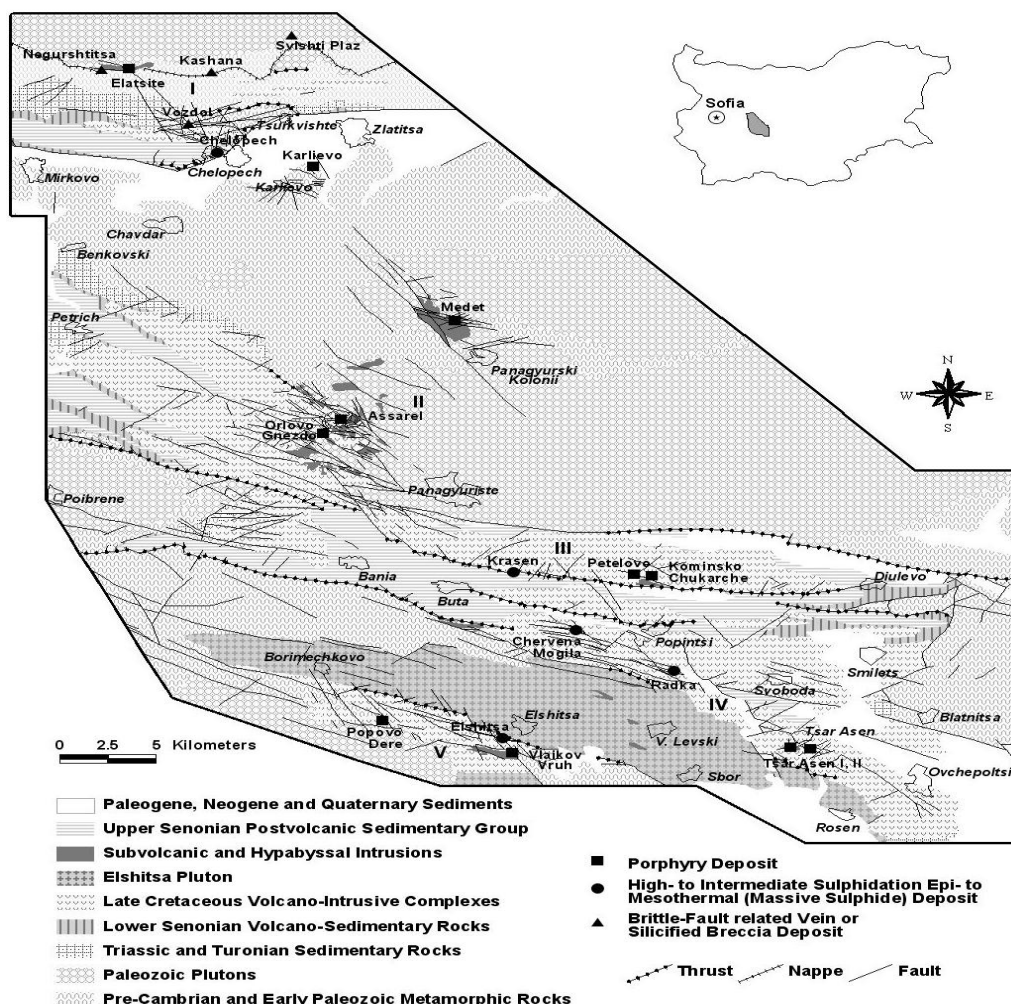 Svishti Plaz
Negurshtitsa
Kashana
Elatsite
I
Sofia
Vozdol
Tsurkvishte
Zlatitsa
Chelopech
Karlievo
Chelopech
Mirkovo
Karlievo
Chavdar
Benkovski
Petrich
Medet
Panagyurski
Kolonii
N
W E
S
II
Assarel
Orlovo
Gnezdo
Panagyuriste
Poibrene
III
Krasen
Petelovo
Kominsko
Chukarche
Diulevo
Bania
Buta
Chervena
Mogila
Popintsi
Borimechkovo
Radka
Smilets
Svoboda
IV
Elshitsa
Elshitsa
Blatnitsa
Popovo
Dere
V. Levski
Tsar Asen
V
Vlaikov
Vruh
Sbor
Tsar Asen I, II
Ovchepoltsi
Rosen
0 2.5 5 Kilometers
Paleogene, Neogene and Quaternary Sediments
Upper Senonian Postvolcanic Sedimentary Group
Subvolcanic and Hypabyssal Intrusions
Elshitsa Pluton
Late Cretaceous Volcano-Intrusive Complexes
Lower Senonian Volcano-Sedimentary Rocks
Triassic and Turonian Sedimentary Rocks
Paleozoic Plutons
Pre-Cambrian and Early Paleozoic Metamorphic Rocks
Porphyry Deposit
High- to Intermediate Sulphidation Epi- to
Mesothermal (Massive Sulphide) Deposit
Brittle-Fault related Vein or
Silicified Breccia Deposit
Thrust Nappe Fault